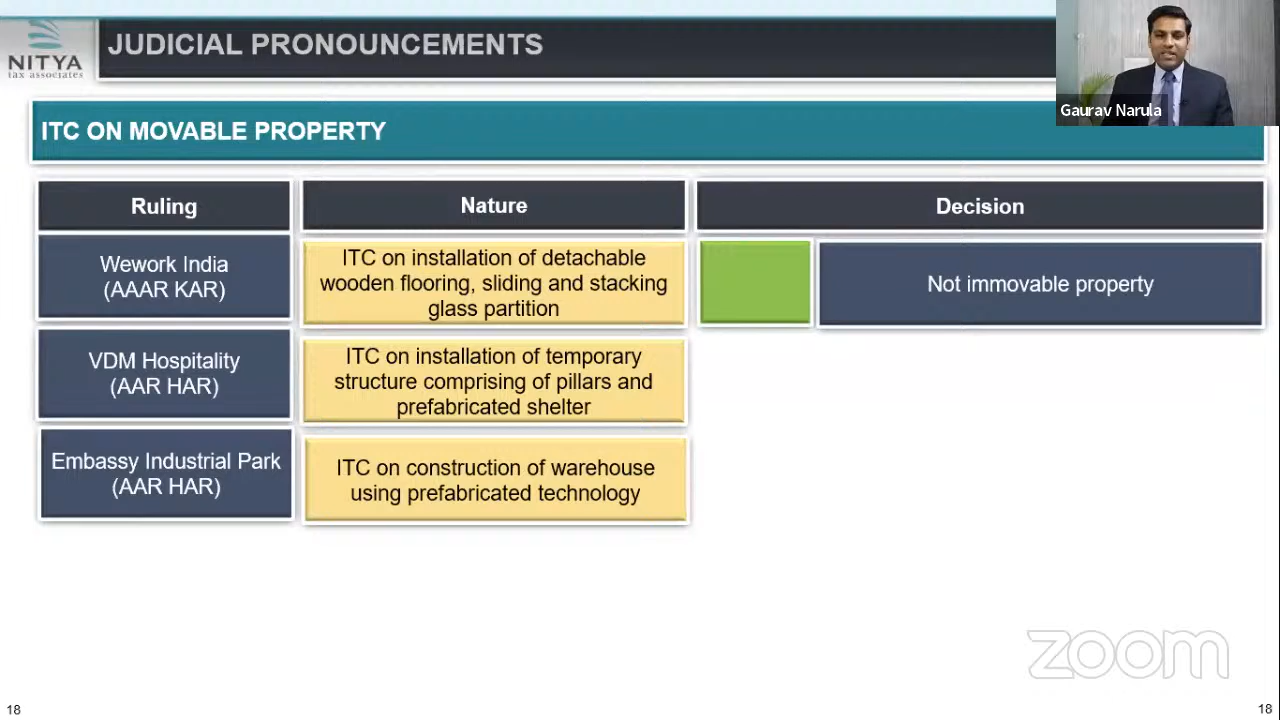 NITYA
tax associates
JUDICIAL PRONOUNCEMENTS
Gaurav Narula
ITC ON MOVABLE PROPERTY
Ruling
Nature
Decision
Wework India
(AAAR KAR)
ITC on installation of detachable
wooden flooring, sliding and stacking
glass partition
Not immovable property
VDM Hospitality
(AAR HAR)
ITC on installation of temporary
structure comprising of pillars and
prefabricated shelter
Embassy Industrial Park
(AAR HAR)
ITC on construction of warehouse
using prefabricated technology
zoom
18
18